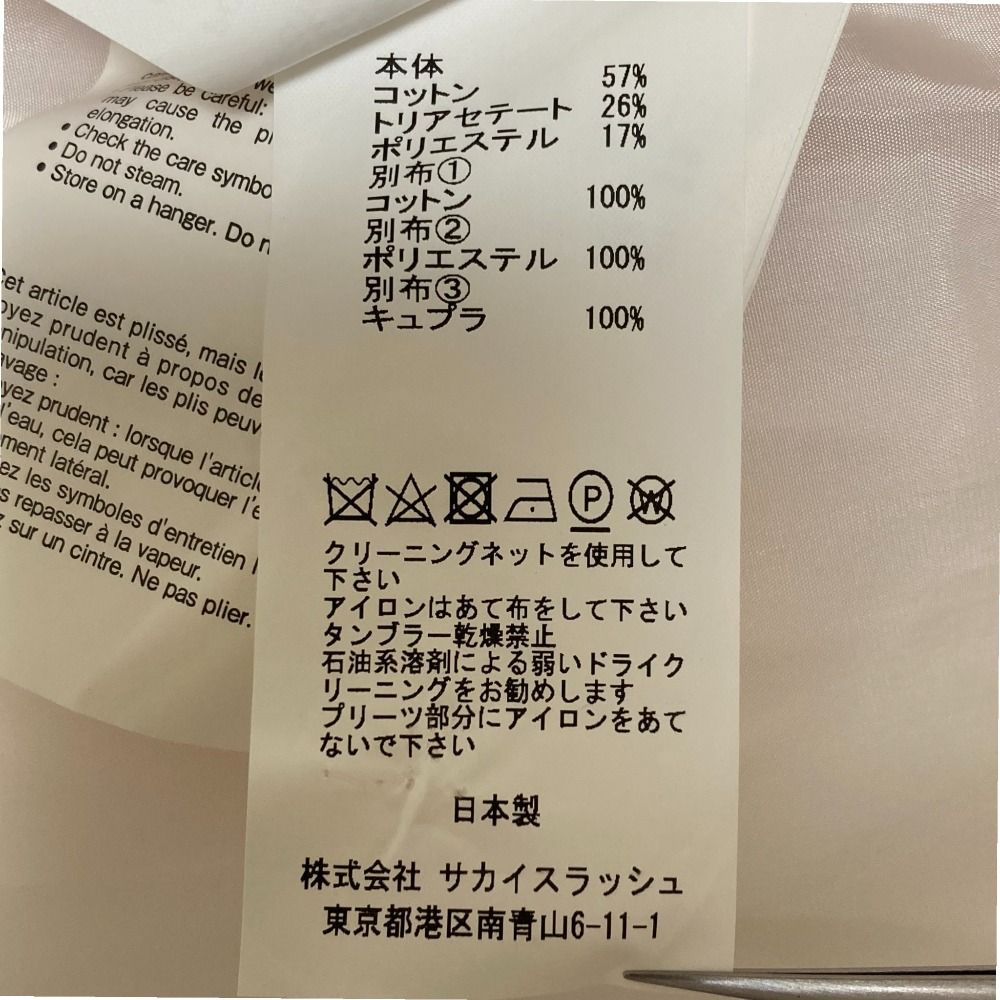 本体
コットン 57%
トリアセテート 26%
ポリエステル 17%
別布①
コットン 100%
別布②
ポリエステル 100%
別布③
キュプラ 100%
P
W
クリーニングネットを使用して
下さい
アイロンはあて布をして下さい
タンブラー乾燥禁止
石油系溶剤による弱いドライク
リーニングをお勧めします
プリーツ部分にアイロンをあて
ないで下さい
日本製
株式会社 サカイスラッシュ
東京都港区南青山6-11-1
be careful:
may cause the
elongation.
• Check the care
• Do not steam.
• Store on a hanger. Do
article est plissé, mais
prudent à propos de
car les plis
prudent : lorsque
l'eau, cela peut provoquer
latéral.
les symboles d'entretien
repasser à la vapeur.
sur un cintre. Ne pas plier.